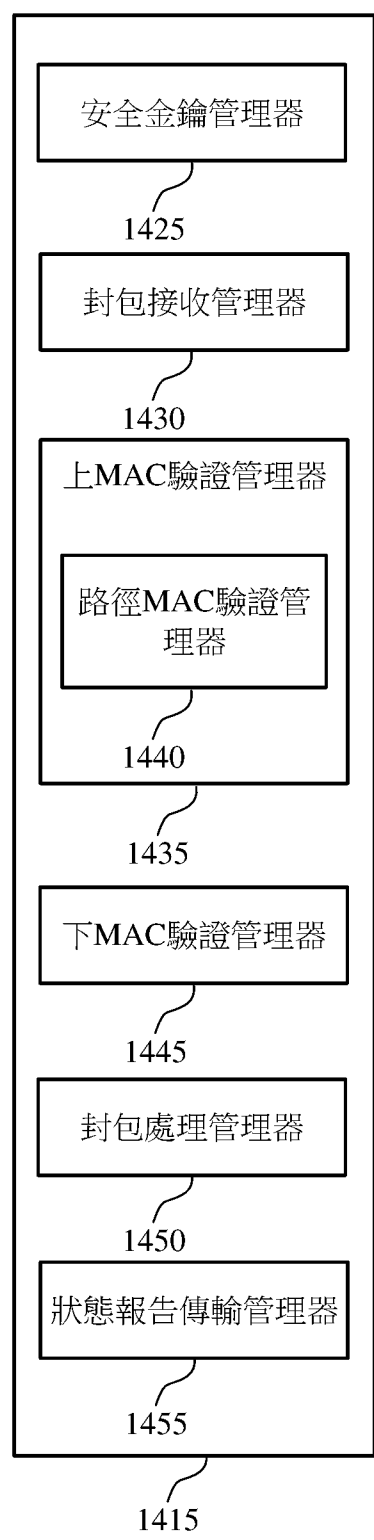 安全金鑰管理器
1425
封包接收管理器
1430
上MAC驗證管理器
路徑MAC驗證管
理器
1440
1435
下MAC驗證管理器
1445
封包處理管理器
1450
狀態報告傳輸管理器
1455
1415